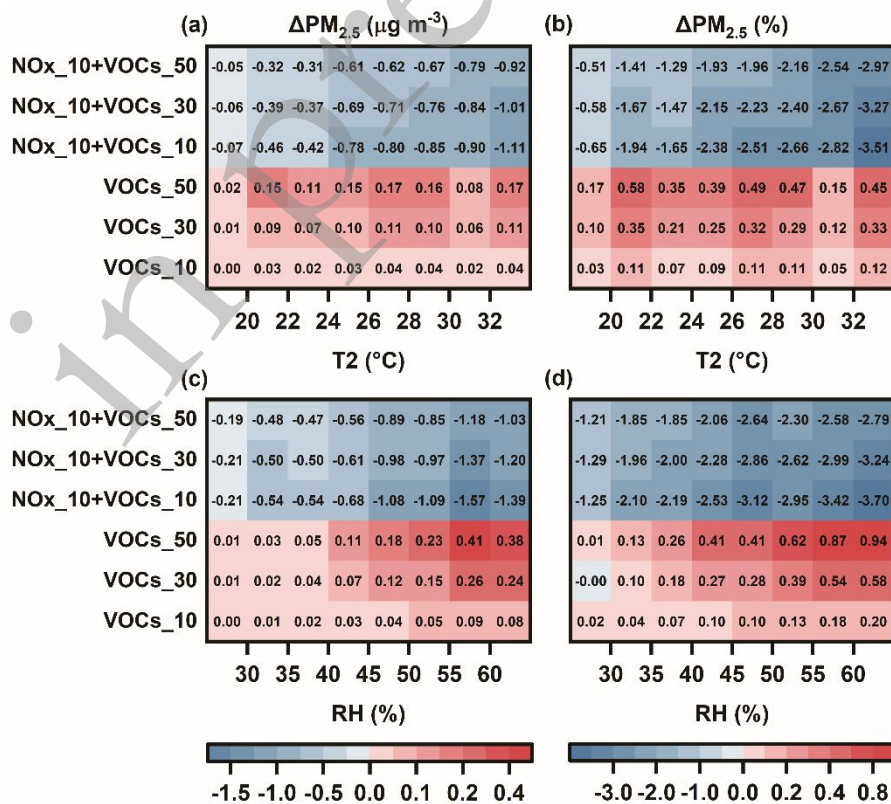 (a) ΔPM2.5 (μg m-3)
(b) ΔPM2.5 (%)
NOx_10+VOCs_50 -0.05 -0.32 -0.31 -0.61 -0.62 -0.67 -0.79 -0.92 -0.51 -1.41 -1.29 -1.93 -1.96 -2.16 -2.54 -2.97
NOx_10+VOCs_30 -0.06 -0.39 -0.37 -0.69 -0.71 -0.76 -0.84 -1.01 -0.58 -1.67 -1.47 -2.15 -2.23 -2.40 -2.67 -3.27
NOx_10+VOCs_10 -0.07 -0.46 -0.42 -0.78 -0.80 -0.85 -0.90 -1.11 -0.65 -1.94 -1.65 -2.38 -2.51 -2.66 -2.82 -3.51
VOCs_50 0.02 0.15 0.11 0.15 0.17 0.16 0.08 0.17 0.17 0.58 0.35 0.39 0.49 0.47 0.15 0.45
VOCs_30 0.01 0.09 0.07 0.10 0.11 0.10 0.06 0.11 0.10 0.35 0.21 0.25 0.32 0.29 0.12 0.33
VOCs_10 0.00 0.03 0.02 0.03 0.04 0.04 0.02 0.04 0.03 0.11 0.07 0.09 0.11 0.11 0.05 0.12
20 22 24 26 28 30 32 20 22 24 26 28 30 32
T2 (°C) T2 (°C)
(c) (d)
NOx_10+VOCs_50 -0.19 -0.48 -0.47 -0.56 -0.89 -0.85 -1.18 -1.03 -1.21 -1.85 -1.85 -2.06 -2.64 -2.30 -2.58 -2.79
NOx_10+VOCs_30 -0.21 -0.50 -0.50 -0.61 -0.98 -0.97 -1.37 -1.20 -1.29 -1.96 -2.00 -2.28 -2.86 -2.62 -2.99 -3.24
NOx_10+VOCs_10 -0.21 -0.54 -0.54 -0.68 -1.08 -1.09 -1.57 -1.39 -1.25 -2.10 -2.19 -2.53 -3.12 -2.95 -3.42 -3.70
VOCs_50 0.01 0.03 0.05 0.11 0.18 0.23 0.41 0.38 0.01 0.13 0.26 0.41 0.41 0.62 0.87 0.94
VOCs_30 0.01 0.02 0.04 0.07 0.12 0.15 0.26 0.24 -0.00 0.10 0.18 0.27 0.28 0.39 0.54 0.58
VOCs_10 0.00 0.01 0.02 0.03 0.04 0.05 0.09 0.08 0.02 0.04 0.07 0.10 0.10 0.13 0.18 0.20
30 35 40 45 50 55 60 30 35 40 45 50 55 60
RH (%) RH (%)
-1.5 -1.0 -0.5 0.0 0.1 0.2 0.4 -3.0 -2.0 -1.0 0.0 0.2 0.4 0.8
in pre